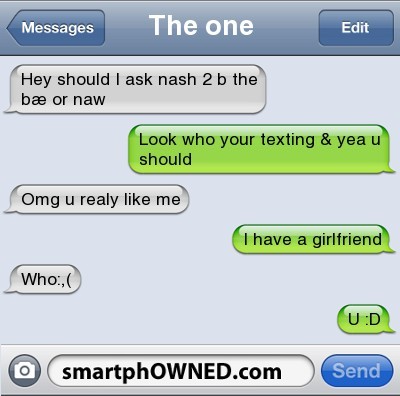 Messages
The one
Edit
Hey should I ask nash 2 b the
bæ or naw
Look who your texting & yea u
should
Omg u realy like me
I have a girlfriend
Who:,(
U :D
smartphOWNED.com
Send